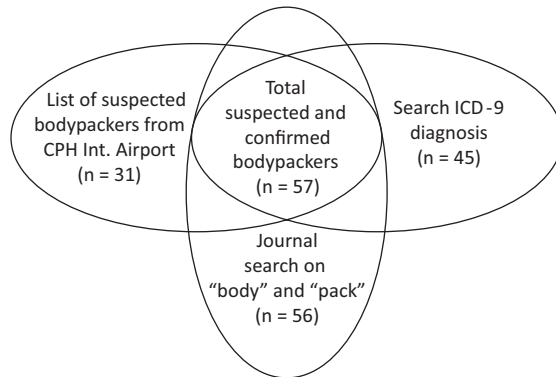 List of suspected
bodypackers from
CPH Int. Airport
(n = 31)
Total
suspected and
confirmed
bodypackers
(n = 57)
Search ICD-9
diagnosis
(n = 45)
Journal
search on
“body” and “pack”
(n = 56)